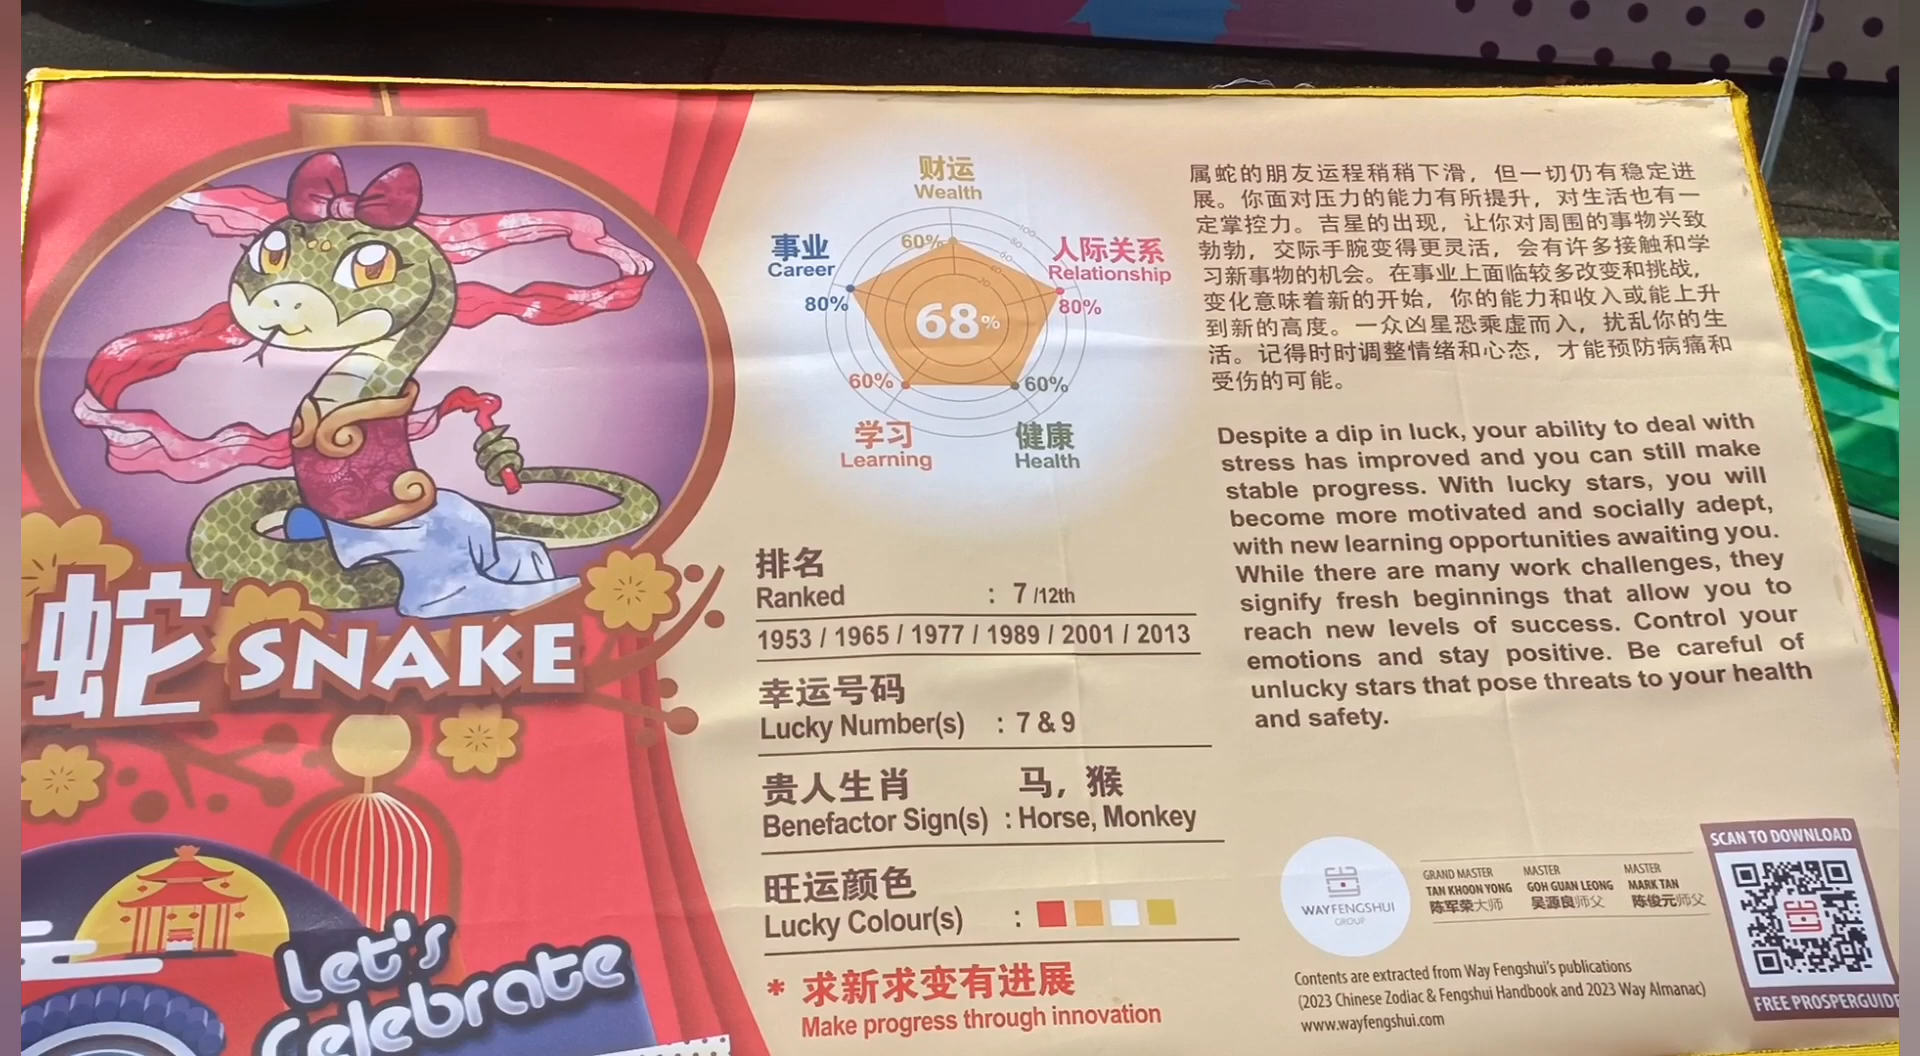 蛇 SNAKE
Let's
Celebrate
财运
Wealth
事业
Career
人际关系
Relationship
60%
80%
80%
68%
60%
60%
学习
Learning
健康
Health
排名
Ranked : 7 /12th
1953 / 1965 / 1977 / 1989 / 2001 / 2013
幸运号码
Lucky Number(s) : 7 & 9
贵人生肖 马，猴
Benefactor Sign(s) : Horse, Monkey
旺运颜色
Lucky Colour(s) :
* 求新求变有进展
Make progress through innovation
属蛇的朋友运程稍稍下滑，但一切仍有稳定进
展。你面对压力的能力有所提升，对生活也有一
定掌控力。吉星的出现，让你对周围的事物兴致
勃勃，交际手腕变得更灵活，会有许多接触和学
习新事物的机会。在事业上面临较多改变和挑战，
变化意味着新的开始，你的能力和收入或能上升
到新的高度。一众凶星恐乘虚而入，扰乱你的生
活。记得时时调整情绪和心态，才能预防病痛和
受伤的可能。
Despite a dip in luck, your ability to deal with
stress has improved and you can still make
stable progress. With lucky stars, you will
become more motivated and socially adept,
with new learning opportunities awaiting you.
While there are many work challenges, they
signify fresh beginnings that allow you to
reach new levels of success. Control your
emotions and stay positive. Be careful of
unlucky stars that pose threats to your health
and safety.
WAYFENGSHUI
GROUP
GRAND MASTER
TAN KHOON YONG
陈军荣大师
MASTER
GOH GUAN LEONG
吴源良师父
MASTER
MARK TAN
陈俊元师父
Contents are extracted from Way Fengshui's publications
(2023 Chinese Zodiac & Fengshui Handbook and 2023 Way Almanac)
www.wayfengshui.com
SCAN TO DOWNLOAD
FREE PROSPERGUIDE